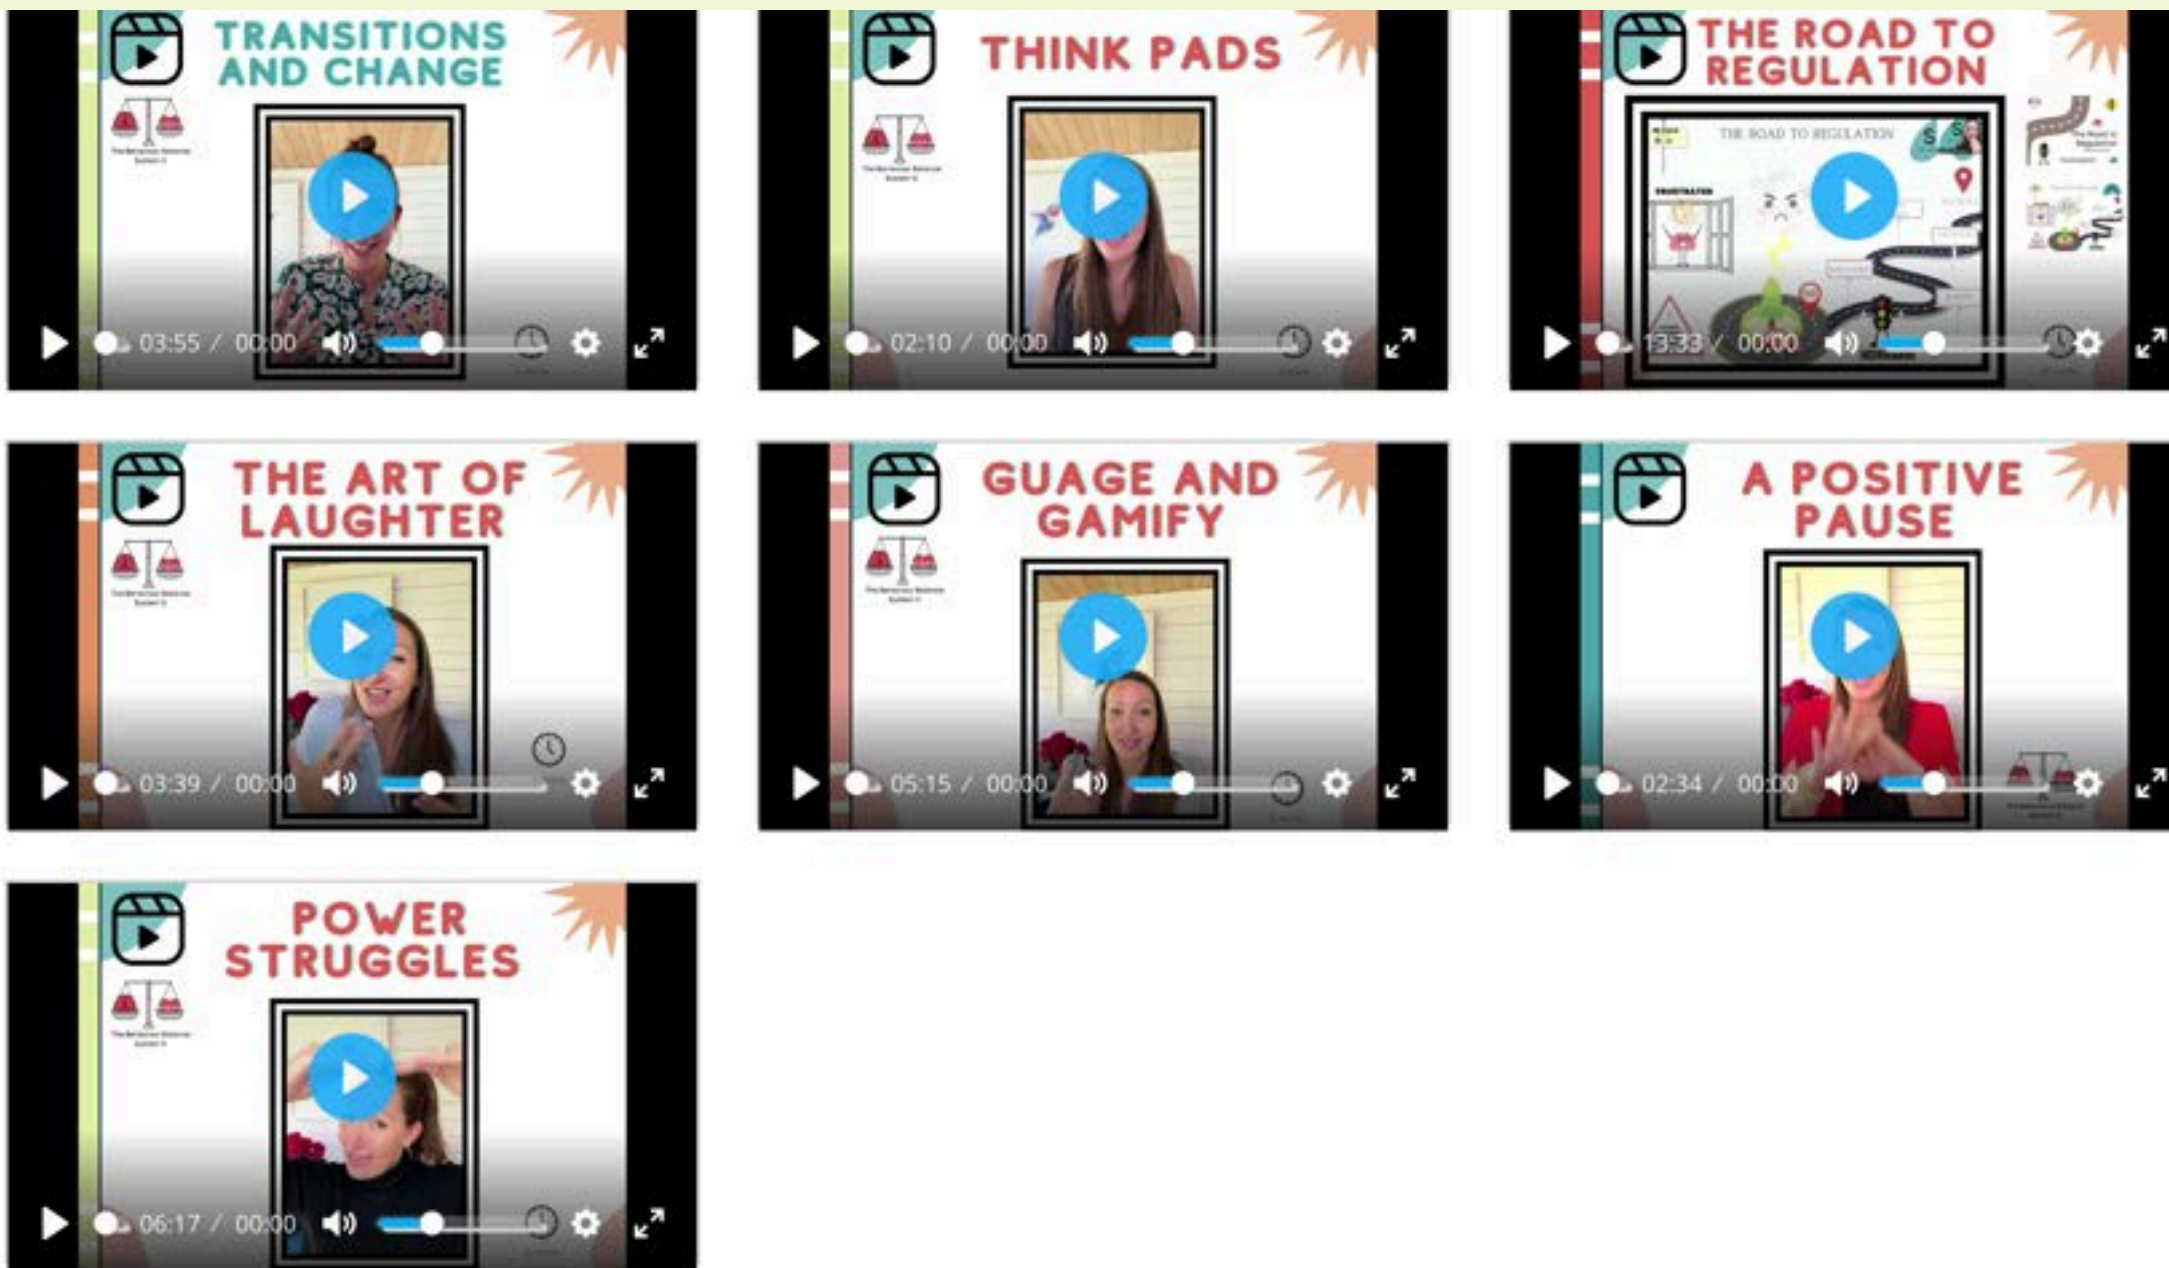 TRANSITIONS
AND CHANGE
03:55 / 00:00
THINK PADS
02:10 / 00:00
THE ROAD TO
REGULATION
THE ROAD TO REGULATION
FRUSTRATED
13:33 / 00:00
THE ART OF
LAUGHTER
03:39 / 00:00
GUAGE AND
GAMIFY
05:15 / 00:00
A POSITIVE
PAUSE
02:34 / 00:00
POWER
STRUGGLES
06:17 / 00:00